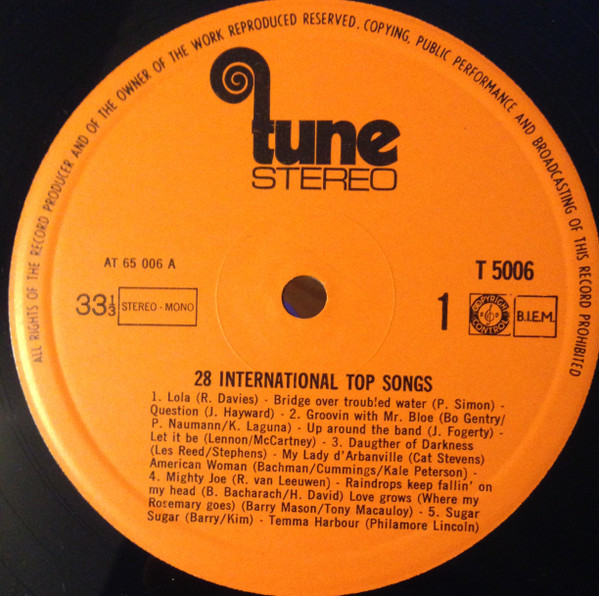 ALL RIGHTS OF THE RECORD PRODUCER AND OF THE OWNER OF THE WORK REPRODUCED RESERVED. COPYING, PUBLIC PERFORMANCE AND BROADCASTING OF THIS RECORD PROHIBITED
tune
STEREO
AT 65 006 A
T 5006
33⅓
STEREO - MONO
1
COPYRIGHT
CONTROL
B.I.E.M.
28 INTERNATIONAL TOP SONGS
1. Lola (R. Davies) - Bridge over troubled water (P. Simon) -
Question (J. Hayward) - 2. Groovin with Mr. Bloe (Bo Gentry/
P. Naumann/K. Laguna) - Up around the band (J. Fogerty) -
Let it be (Lennon/McCartney) - 3. Daugther of Darkness
(Les Reed/Stephens) - My Lady d'Arbanville (Cat Stevens)
American Woman (Bachman/Cummings/Kale Peterson) -
4. Mighty Joe (R. van Leeuwen) - Raindrops keep fallin' on
my head (B. Bacharach/H. David) Love grows (Where my
Rosemary goes) (Barry Mason/Tony Macauloy) - 5. Sugar
Sugar (Barry/Kim) - Temma Harbour (Philamore Lincoln)